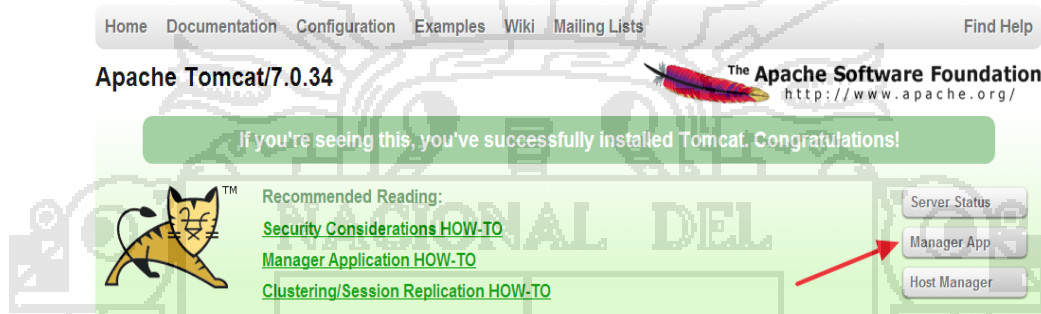 Home Documentation Configuration Examples Wiki Mailing Lists Find Help
Apache Tomcat/7.0.34
The Apache Software Foundation
http://www.apache.org/
If you're seeing this, you've successfully installed Tomcat. Congratulations!
TM
Recommended Reading:
Security Considerations HOW-TO
Manager Application HOW-TO
Clustering/Session Replication HOW-TO
Server Status
Manager App
Host Manager
NACIONAL DEL